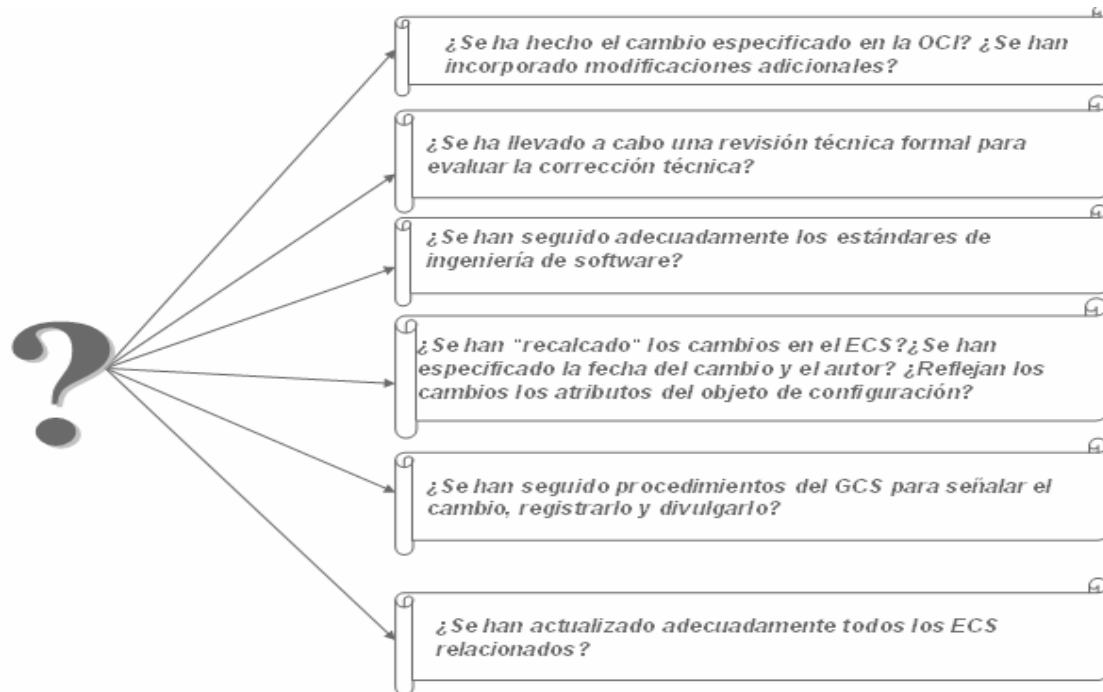 ¿Se ha hecho el cambio especificado en la OCI? ¿Se han
incorporado modificaciones adicionales?
¿Se ha llevado a cabo una revisión técnica formal para
evaluar la corrección técnica?
¿Se han seguido adecuadamente los estándares de
ingeniería de software?
¿Se han "recalcado" los cambios en el ECS?¿Se han
especificado la fecha del cambio y el autor? ¿Reflejan los
cambios los atributos del objeto de configuración?
¿Se han seguido procedimientos del GCS para señalar el
cambio, registrarlo y divulgarlo?
¿Se han actualizado adecuadamente todos los ECS
relacionados?
?